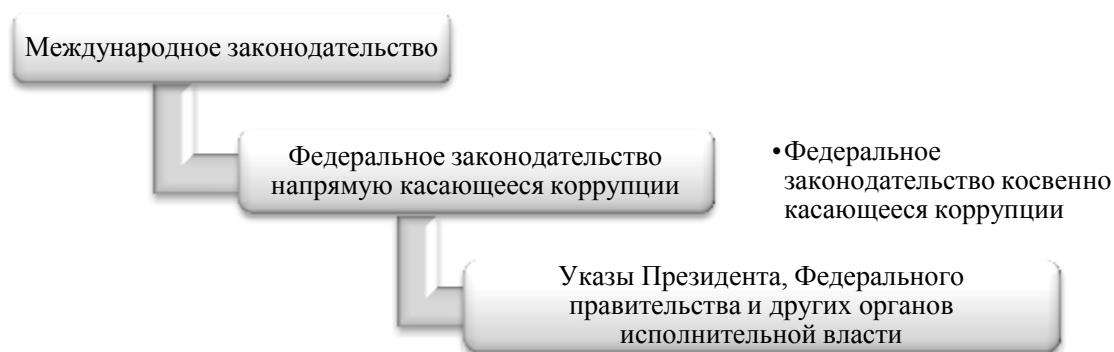 Международное законодательство
Федеральное законодательство
напрямую касающееся коррупции
•Федеральное
законодательство косвенно
касающееся коррупции
Указы Президента, Федерального
правительства и других органов
исполнительной власти